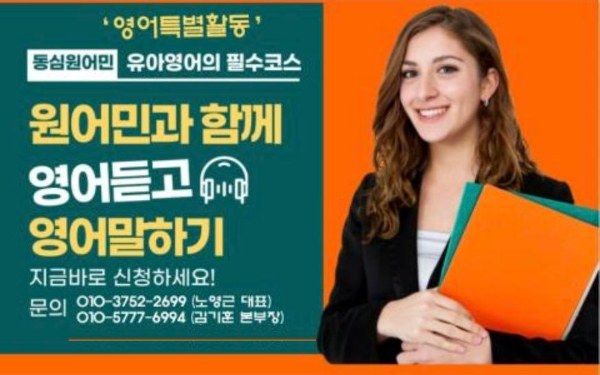 '영어특별활동'
동심원어민 유아영어의 필수코스
원어민과 함께
영어듣고
영어말하기
지금바로 신청하세요!
문의 010-3752-2699 (노영근 대표)
010-5777-6994 (김기훈 본부장)